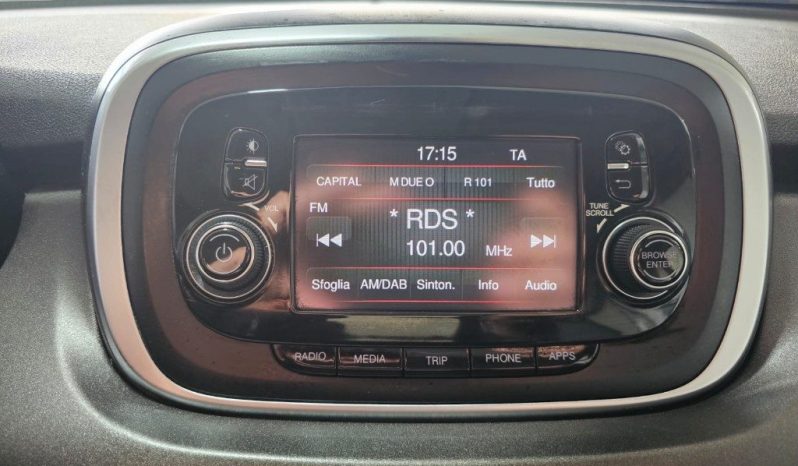 17:15 TA
CAPITAL M DUE O R 101 Tutto
FM
* RDS *
101.00 MHz
Sfoglia AM/DAB Sinton. Info Audio
VOL
TUNE
SCROLL
BROWSE
ENTER
RADIO MEDIA TRIP PHONE APPS